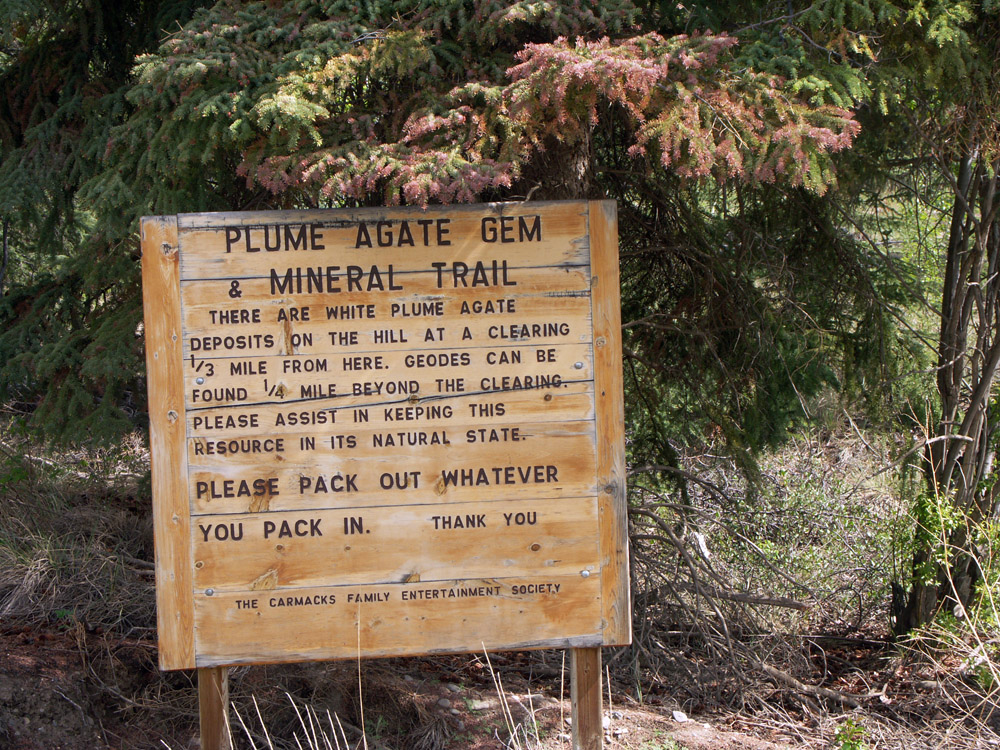 PLUME AGATE GEM
& MINERAL TRAIL
THERE ARE WHITE PLUME AGATE
DEPOSITS ON THE HILL AT A CLEARING
1/3 MILE FROM HERE. GEODES CAN BE
FOUND 1/4 MILE BEYOND THE CLEARING.
PLEASE ASSIST IN KEEPING THIS
RESOURCE IN ITS NATURAL STATE.
PLEASE PACK OUT WHATEVER
YOU PACK IN. THANK YOU
THE CARMACKS FAMILY ENTERTAINMENT SOCIETY